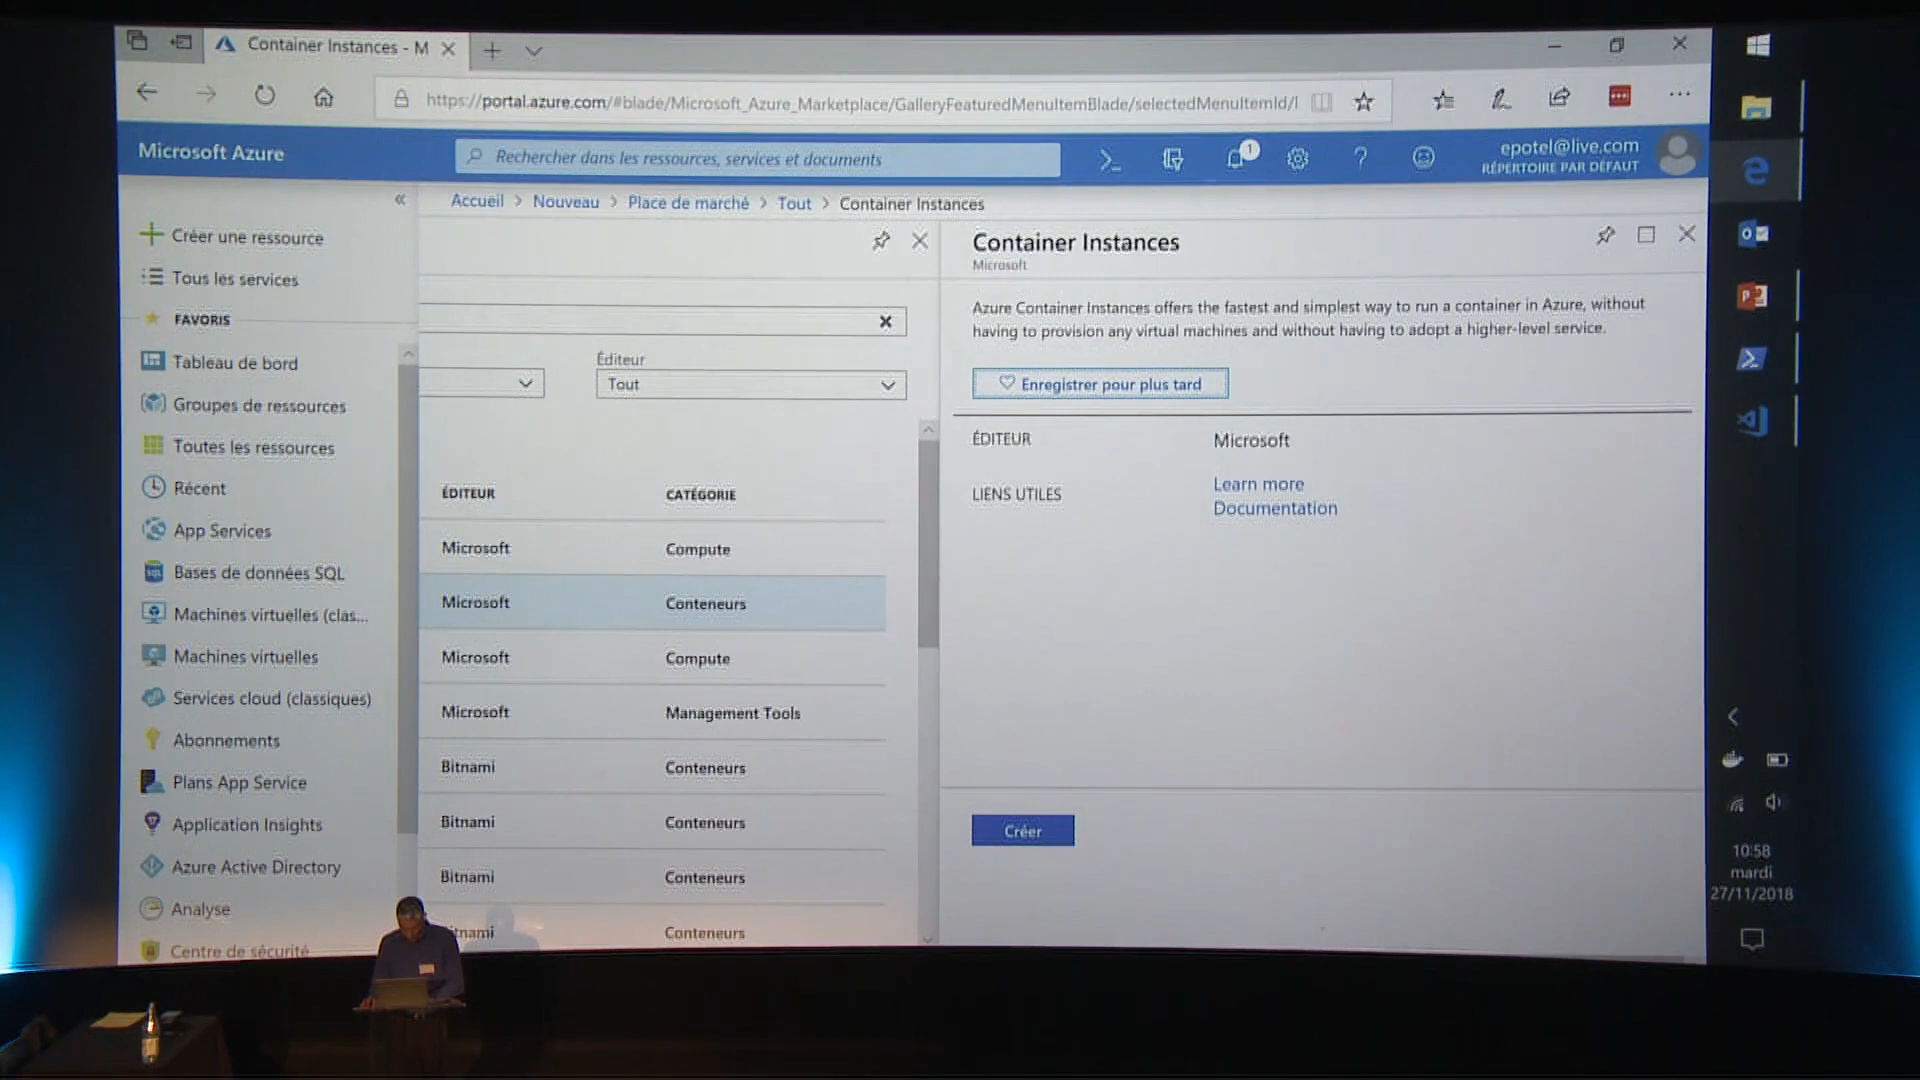 Container Instances - M
https://portal.azure.com/#blade/Microsoft_Azure_Marketplace/GalleryFeaturedMenuItemBlade/selectedMenuItemId/
Microsoft Azure
Rechercher dans les ressources, services et documents
1
epotel@live.com
RÉPERTOIRE PAR DÉFAUT
Accueil > Nouveau > Place de marché > Tout > Container Instances
Créer une ressource
Tous les services
FAVORIS
Tableau de bord
Groupes de ressources
Toutes les ressources
Récent
App Services
Bases de données SQL
Machines virtuelles (clas...
Machines virtuelles
Services cloud (classiques)
Abonnements
Plans App Service
Application Insights
Azure Active Directory
Analyse
Centre de sécurité
Éditeur
Tout
ÉDITEUR CATÉGORIE
Microsoft Compute
Microsoft Conteneurs
Microsoft Compute
Microsoft Management Tools
Bitnami Conteneurs
Bitnami Conteneurs
Bitnami Conteneurs
itnami Conteneurs
Container Instances
Microsoft
Azure Container Instances offers the fastest and simplest way to run a container in Azure, without
having to provision any virtual machines and without having to adopt a higher-level service.
Enregistrer pour plus tard
ÉDITEUR Microsoft
LIENS UTILES Learn more
Documentation
Créer
10:58
mardi
27/11/2018